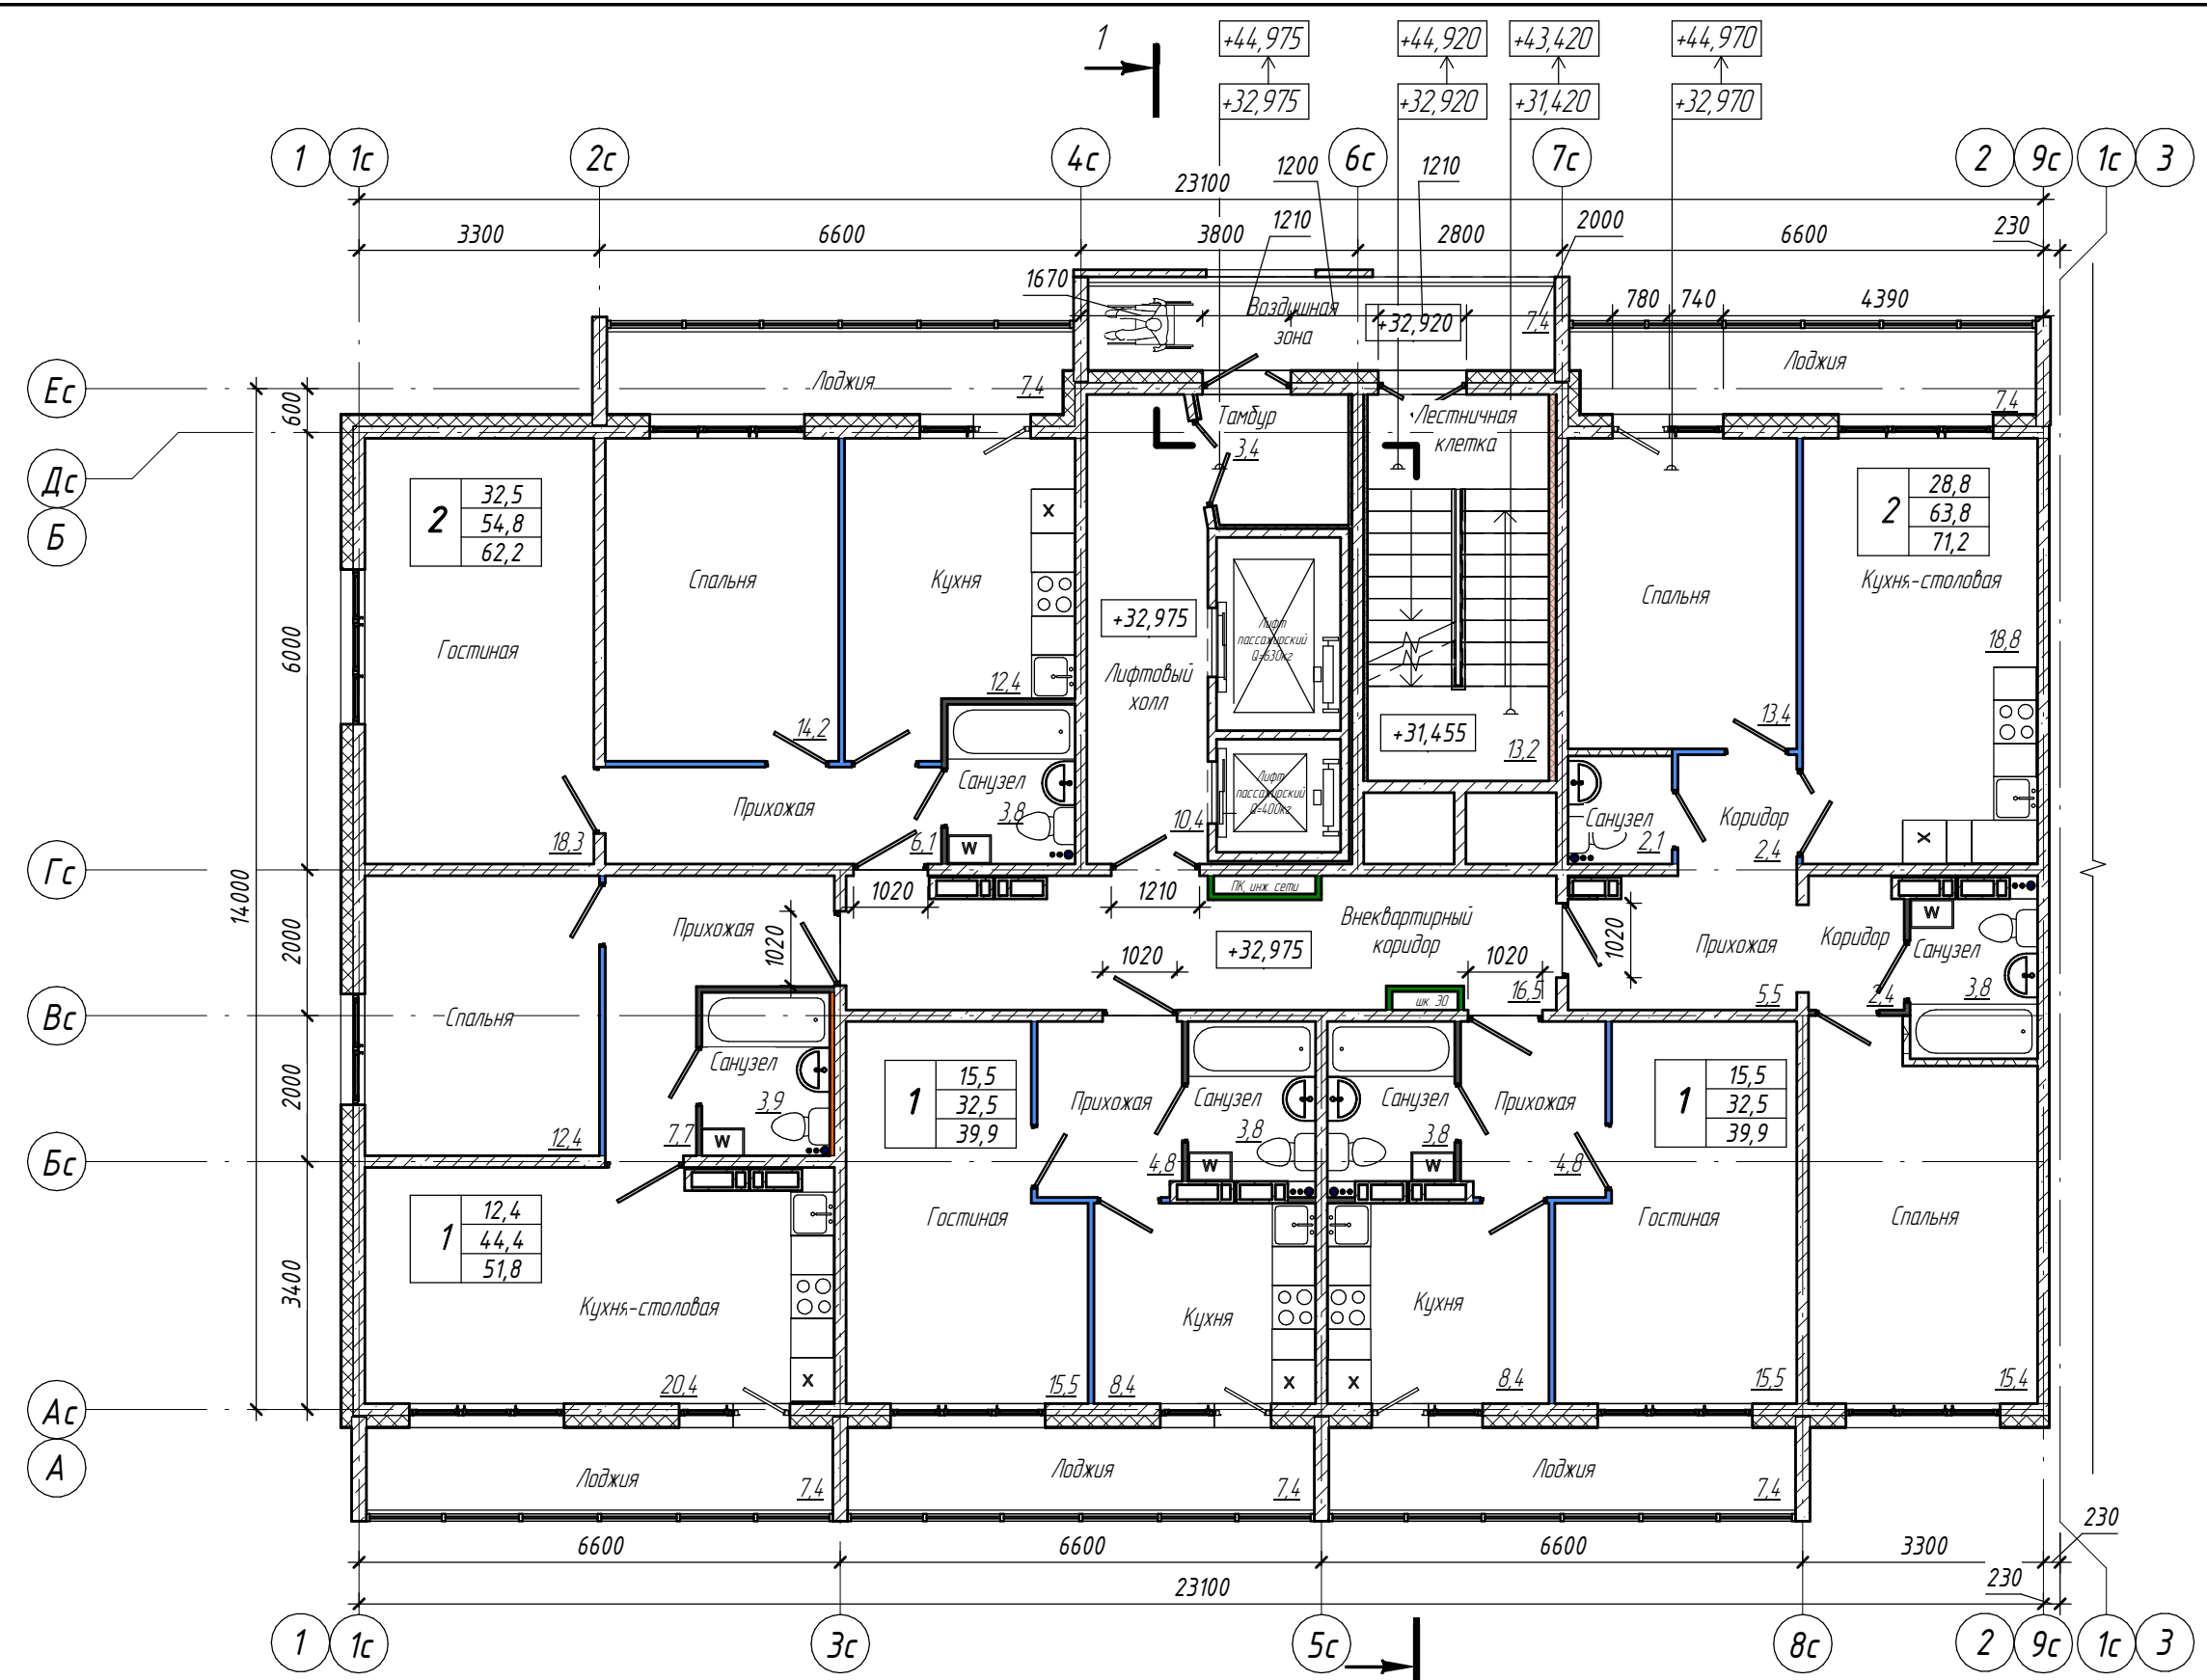 1
+44,975
+44,920
+43,420
+44,970
+32,975
+32,920
+31,420
+32,970
1
1с
2с
4с
6с
7с
2
9с
1с
3
1200
1210
23100
3300
6600
3800
1210
2800
2000
6600
230
1670
Воздушная
зона
+32,920
7,4
780
740
4390
Лоджия
7,4
Лоджия
7,4
Ес
Дс
Б
Гс
Вс
Бс
Ас
А
600
6000
14000
2000
2000
3400
Тамбур
3,4
Лестничная
клетка
2
32,5
54,8
62,2
2
28,8
63,8
71,2
Гостиная
Спальня
Кухня
X
12,4
14,2
18,3
+32,975
Лифтовый
холл
Лифт
пассажирский
Q=630кг
Лифт
пассажирский
Q=400кг
10,4
+31,455
13,2
Спальня
13,4
Кухня-столовая
18,8
X
Санузел
3,8
Прихожая
6,1
W
Санузел
2,1
Коридор
2,4
1020
1210
ПК, инж. сети
Внеквартирный
коридор
+32,975
16,5
1020
1020
шк. ЭО
1020
1020
Прихожая
Спальня
12,4
Санузел
3,9
7,7
W
Прихожая
5,5
Коридор
2,4
W
Санузел
3,8
1
15,5
32,5
39,9
Прихожая
4,8
Санузел
3,8
W
Санузел
3,8
W
Прихожая
4,8
1
15,5
32,5
39,9
1
12,4
44,4
51,8
Кухня-столовая
20,4
X
Гостиная
15,5
Кухня
8,4
X
Кухня
8,4
X
Гостиная
15,5
Спальня
15,4
Лоджия
7,4
Лоджия
7,4
Лоджия
7,4
6600
6600
6600
3300
230
23100
230
1
1с
3с
5с
8с
2
9с
1с
3